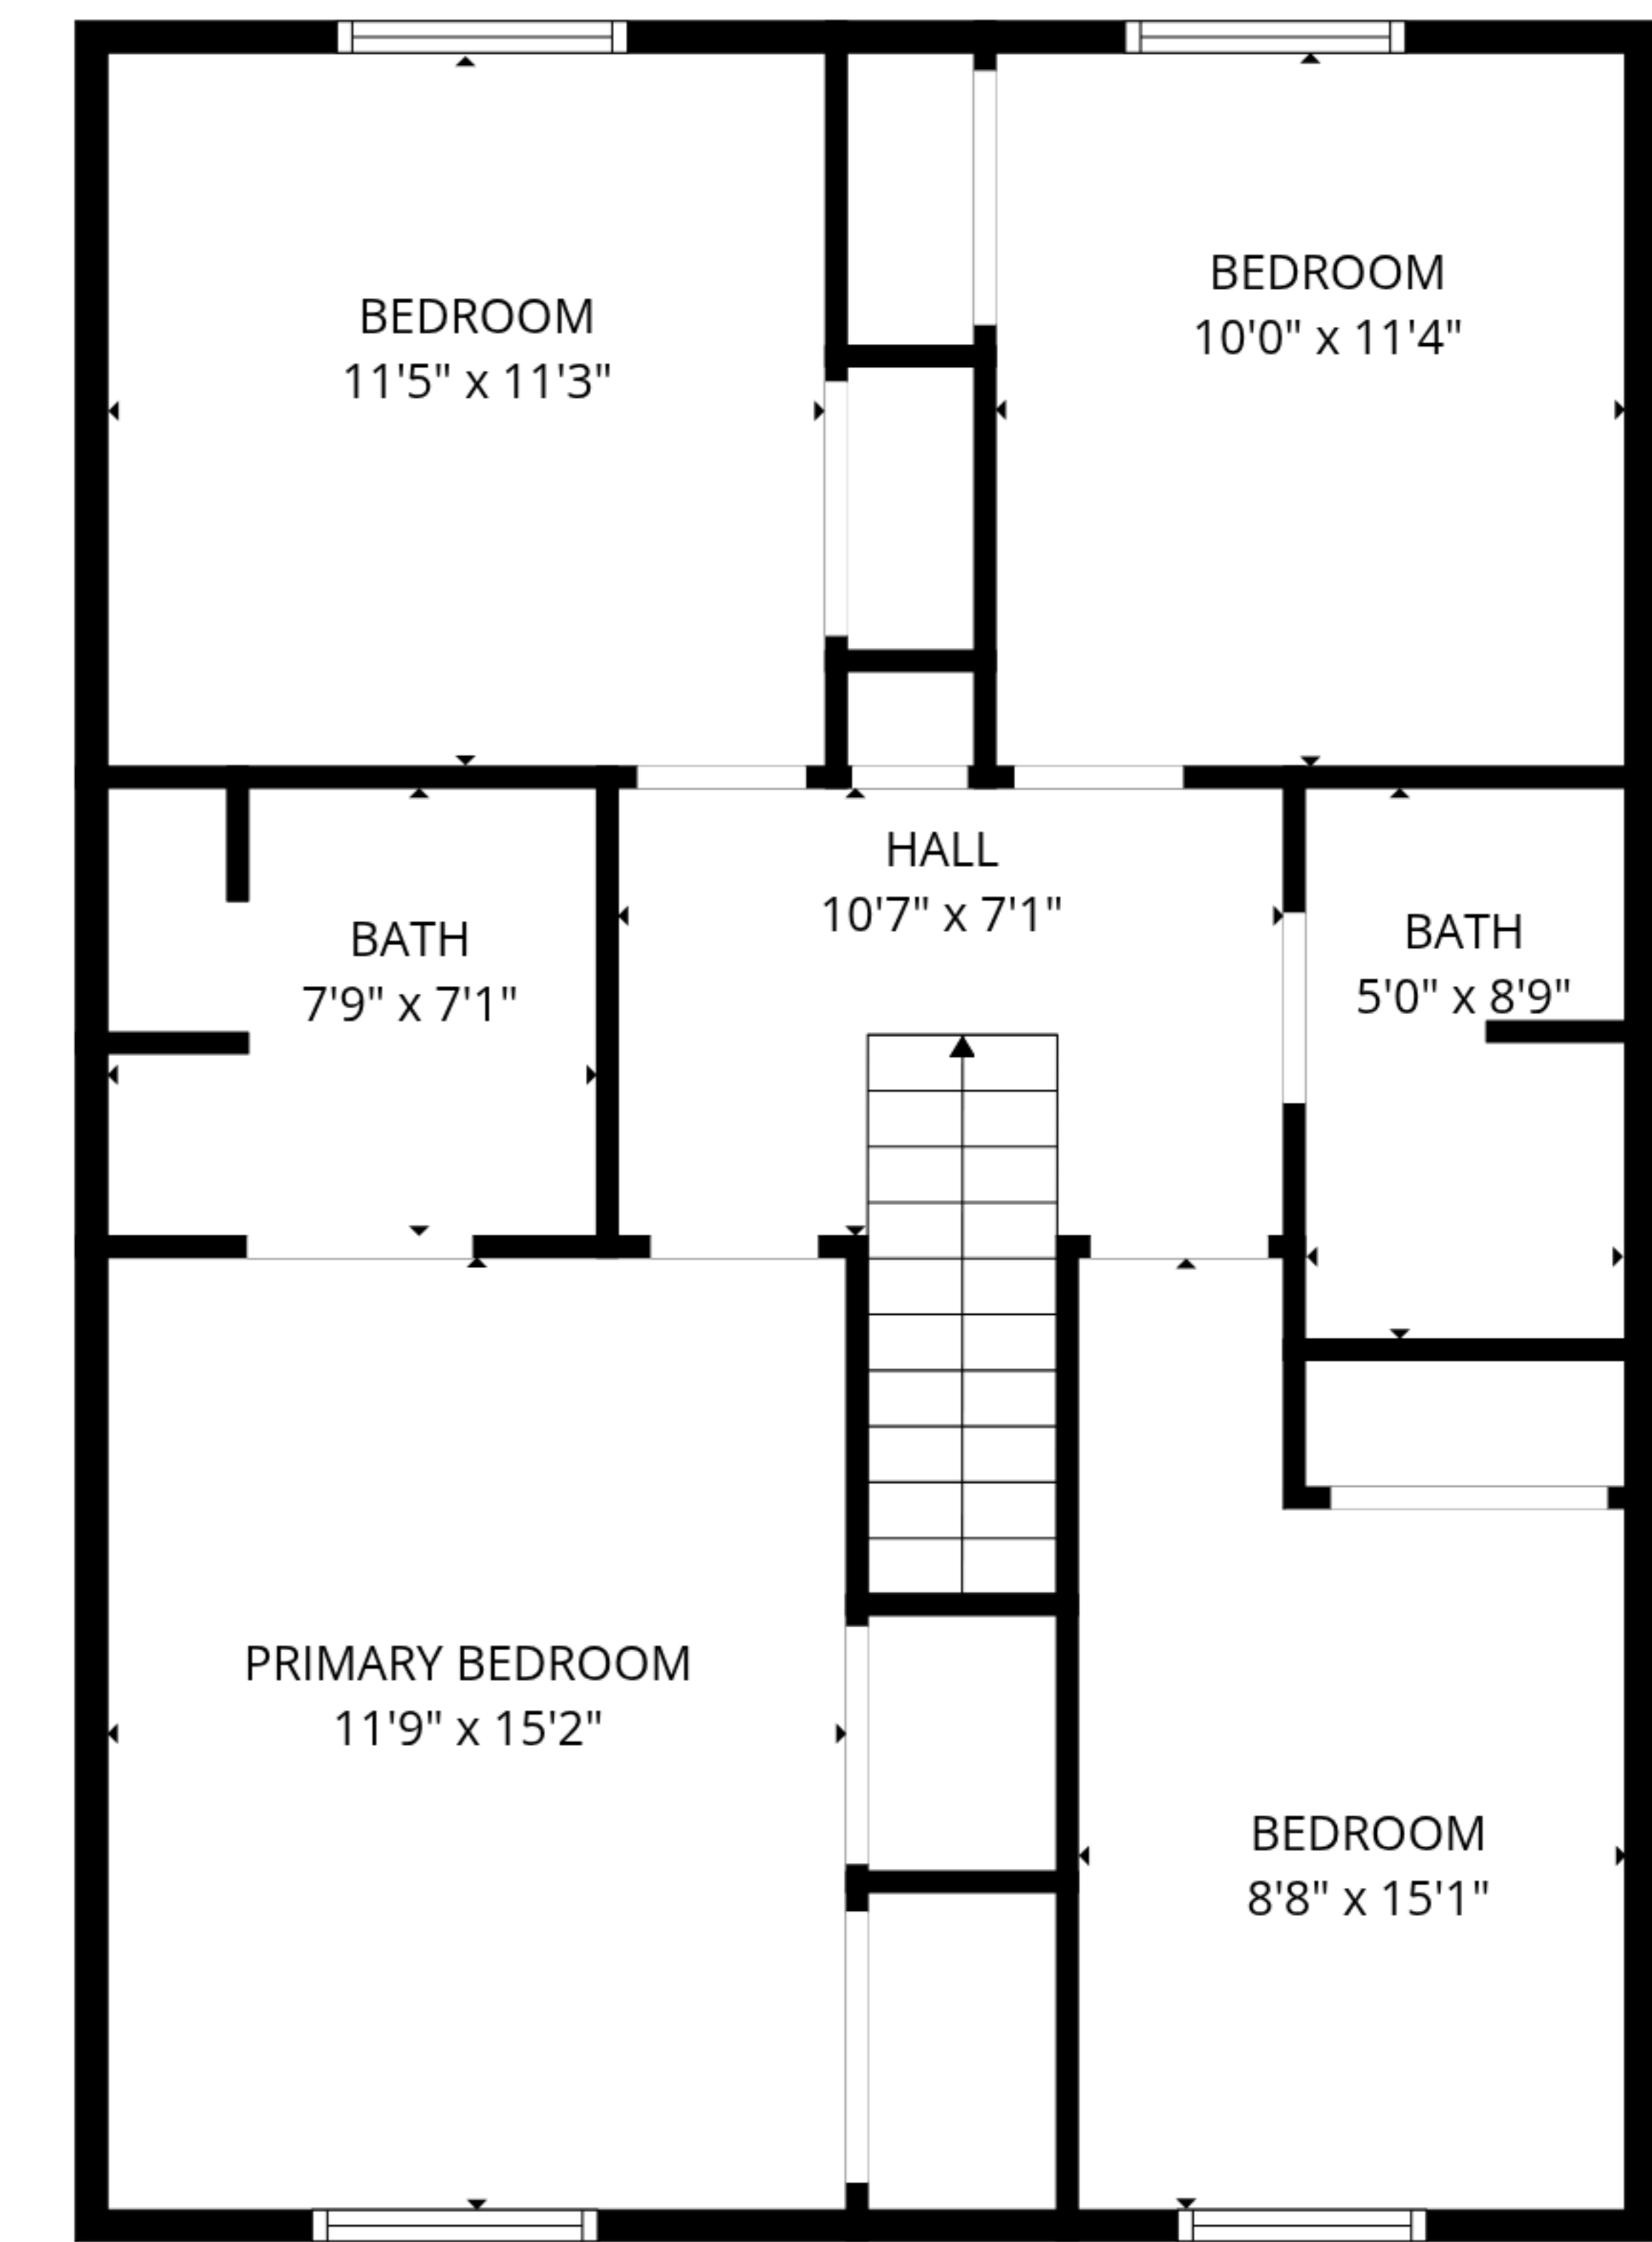 BEDROOM
11'5" x 11'3"
BEDROOM
10'0" x 11'4"
HALL
10'7" x 7'1"
BATH
7'9" x 7'1"
BATH
5'0" x 8'9"
PRIMARY BEDROOM
11'9" x 15'2"
BEDROOM
8'8" x 15'1"